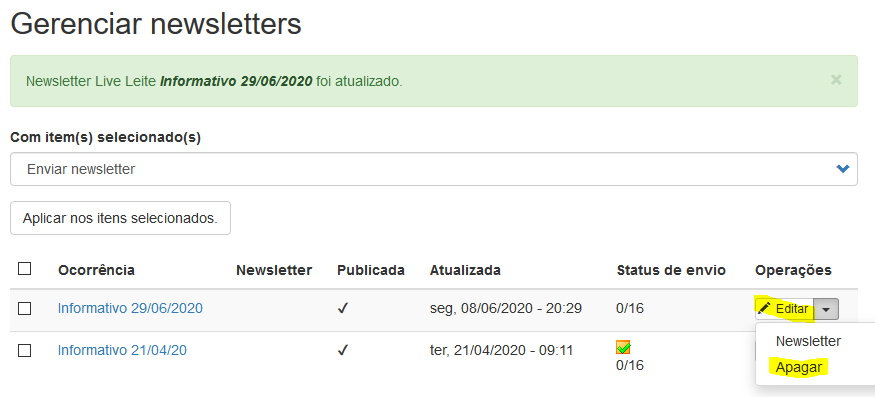 Gerenciar newsletters
Newsletter Live Leite Informativo 29/06/2020 foi atualizado. ×
Com item(s) selecionado(s)
Enviar newsletter
Aplicar nos itens selecionados.
Ocorrência Newsletter Publicada Atualizada Status de envio Operações
Informativo 29/06/2020 ✓ seg, 08/06/2020 - 20:29 0/16 Editar
Newsletter
Informativo 21/04/20 ✓ ter, 21/04/2020 - 09:11
0/16 Apagar